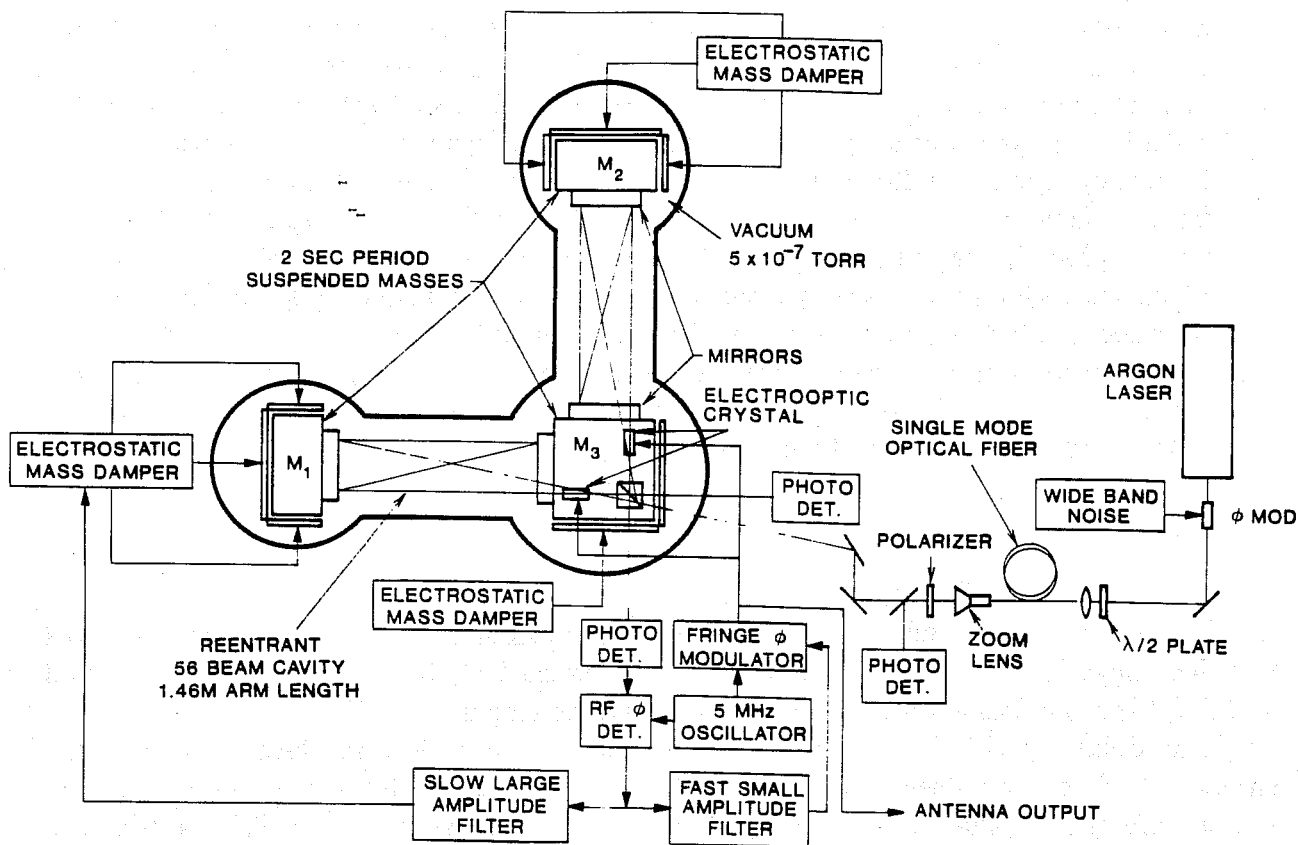 ELECTROSTATIC
MASS DAMPER
M2
VACUUM
5 x 10⁻⁷ TORR
2 SEC PERIOD
SUSPENDED MASSES
MIRRORS
ELECTROOPTIC
CRYSTAL
ARGON
LASER
SINGLE MODE
OPTICAL FIBER
ELECTROSTATIC
MASS DAMPER
M1
M3
PHOTO
DET.
WIDE BAND
NOISE
φ MOD
POLARIZER
ZOOM
LENS
λ/2 PLATE
PHOTO
DET.
ELECTROSTATIC
MASS DAMPER
REENTRANT
56 BEAM CAVITY
1.46M ARM LENGTH
PHOTO
DET.
FRINGE φ
MODULATOR
RF φ
DET.
5 MHz
OSCILLATOR
SLOW LARGE
AMPLITUDE
FILTER
FAST SMALL
AMPLITUDE
FILTER
ANTENNA OUTPUT